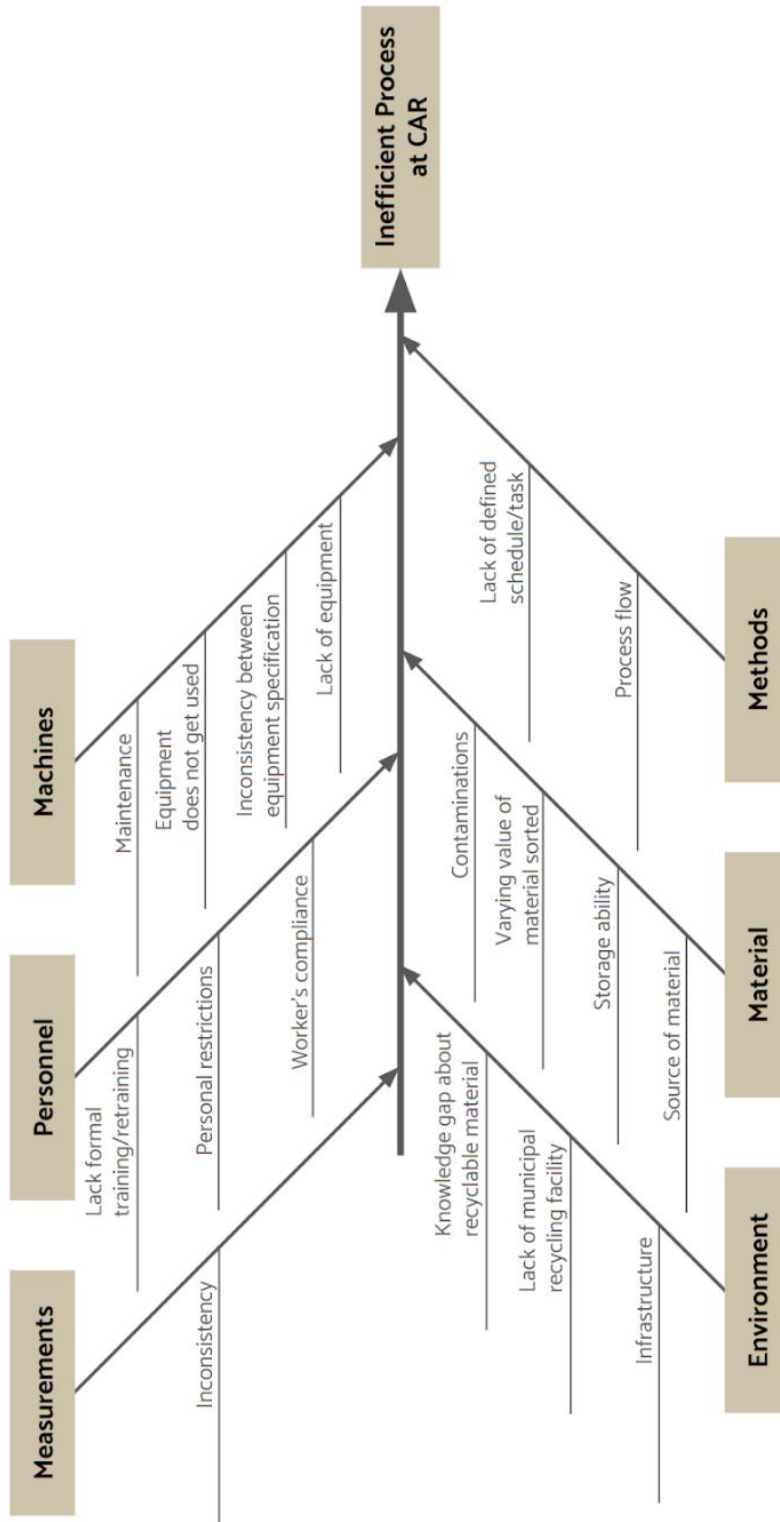 Measurements
Personnel
Machines
Inconsistency
Lack formal
training/retraining
Personal restrictions
Worker's compliance
Maintenance
Equipment
does not get used
Inconsistency between
equipment specification
Lack of equipment
Inefficient Process
at CAR
Knowledge gap about
recyclable material
Lack of municipal
recycling facility
Infrastructure
Contaminations
Varying value of
material sorted
Storage ability
Source of material
Lack of defined
schedule/task
Process flow
Environment
Material
Methods